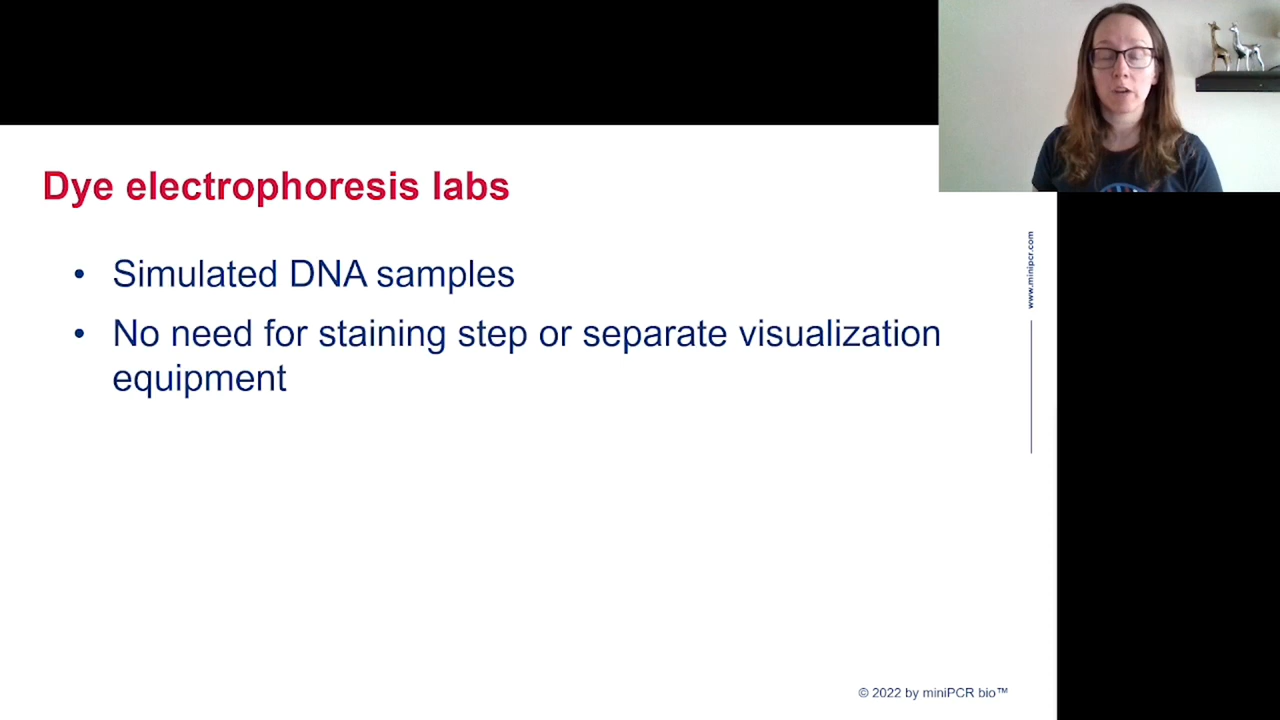 Dye electrophoresis labs
• Simulated DNA samples
• No need for staining step or separate visualization
equipment
www.minipcr.com
© 2022 by miniPCR bio™